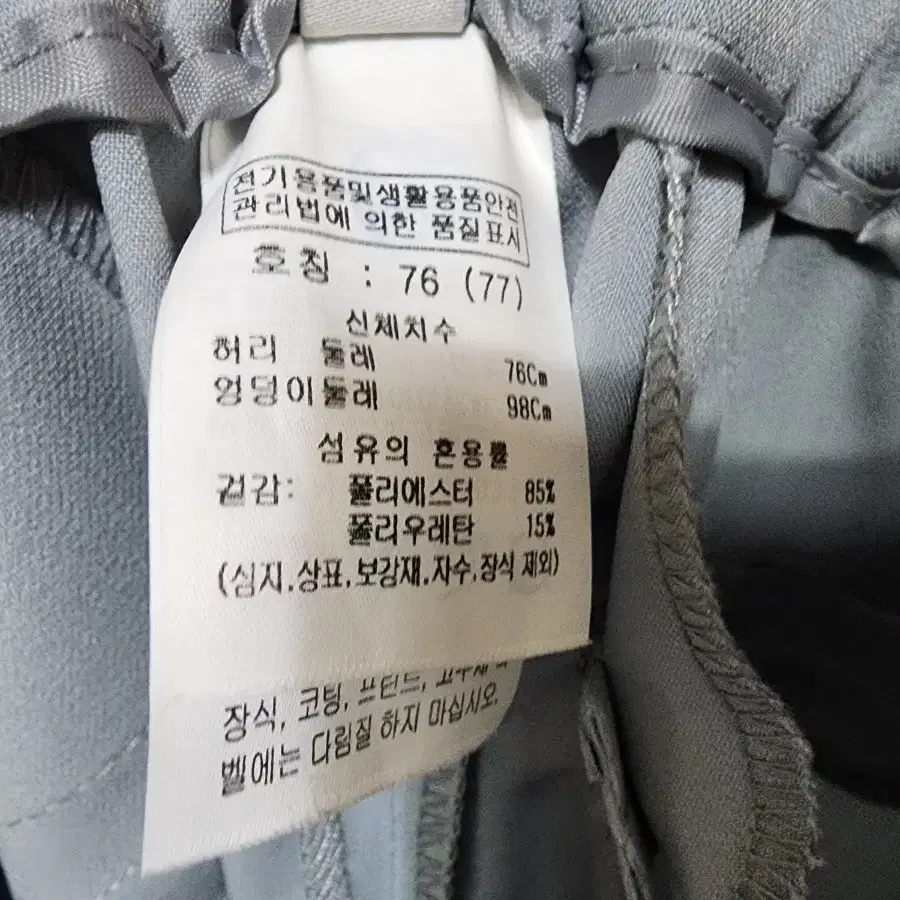 전기용품및생활용품안전
관리법에 의한 품질표시
호칭 : 76 (77)
신체치수
허리 둘레 76Cm
엉덩이둘레 98Cm
섬유의 혼용률
겉감: 폴리에스터 85%
폴리우레탄 15%
(심지.상표.보강재.자수.장식 제외)
장식, 코팅, 프린트,
벨에는 다림질 하지 마십시오.